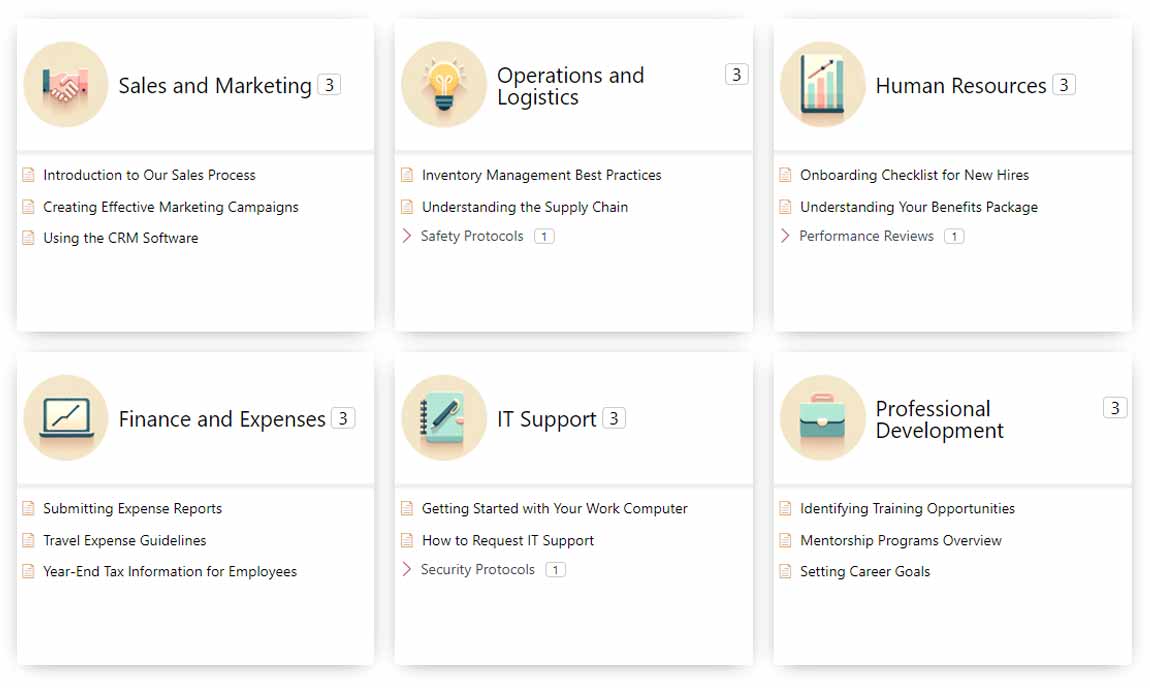 Sales and Marketing 3
Introduction to Our Sales Process
Creating Effective Marketing Campaigns
Using the CRM Software
Operations and 3
Logistics
Inventory Management Best Practices
Understanding the Supply Chain
Safety Protocols 1
Human Resources 3
Onboarding Checklist for New Hires
Understanding Your Benefits Package
Performance Reviews 1
Finance and Expenses 3
Submitting Expense Reports
Travel Expense Guidelines
Year-End Tax Information for Employees
IT Support 3
Getting Started with Your Work Computer
How to Request IT Support
Security Protocols 1
Professional 3
Development
Identifying Training Opportunities
Mentorship Programs Overview
Setting Career Goals